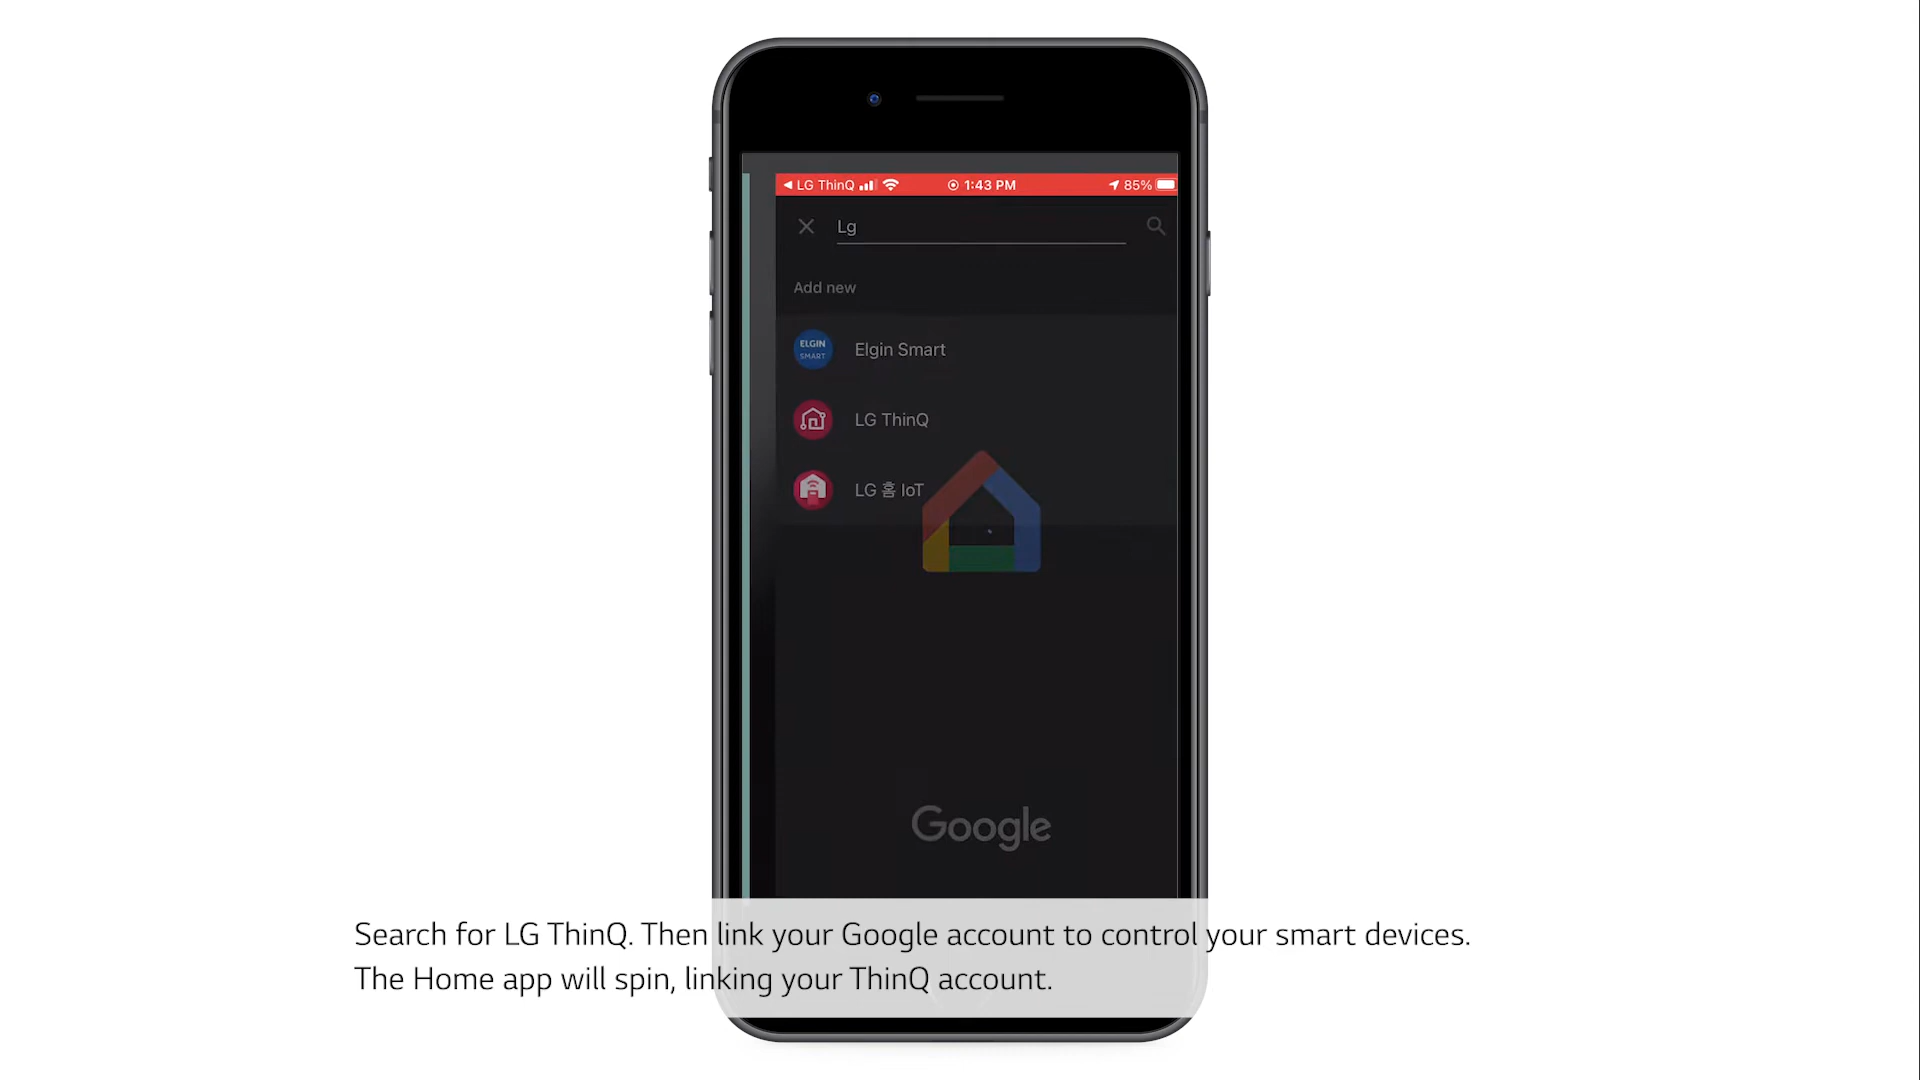 LG ThinQ 1:43 PM 85%
Lg
Add new
ELGIN
SMART
Elgin Smart
LG ThinQ
LG 홈 IoT
Google
Search for LG ThinQ. Then link your Google account to control your smart devices.
The Home app will spin, linking your ThinQ account.